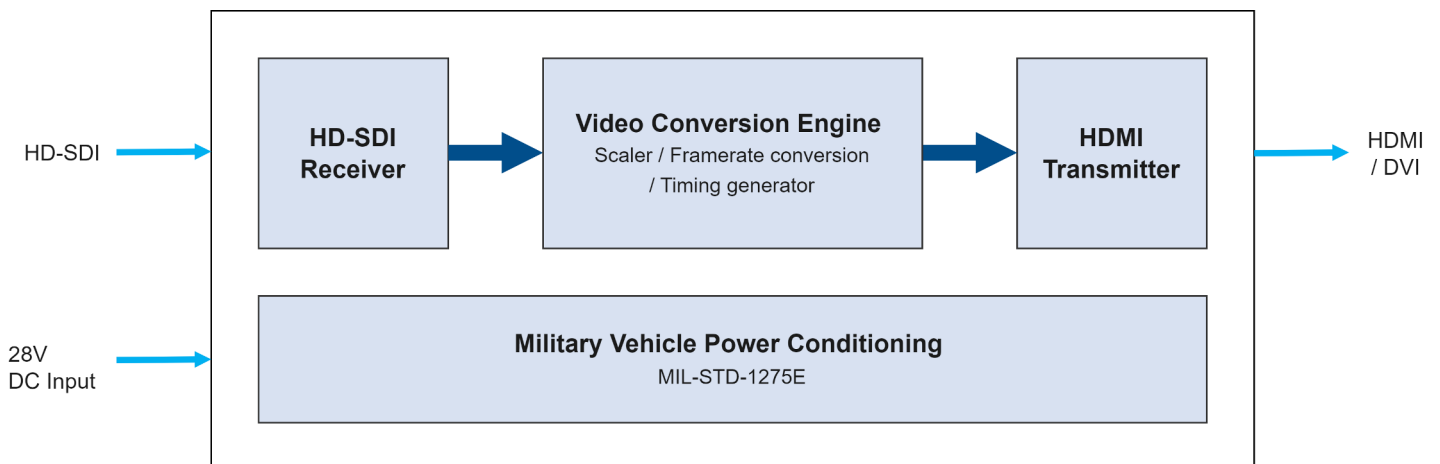 HD-SDI
HD-SDI
Receiver
Video Conversion Engine
Scaler / Framerate conversion
/ Timing generator
HDMI
Transmitter
HDMI
/ DVI
28V
DC Input
Military Vehicle Power Conditioning
MIL-STD-1275E